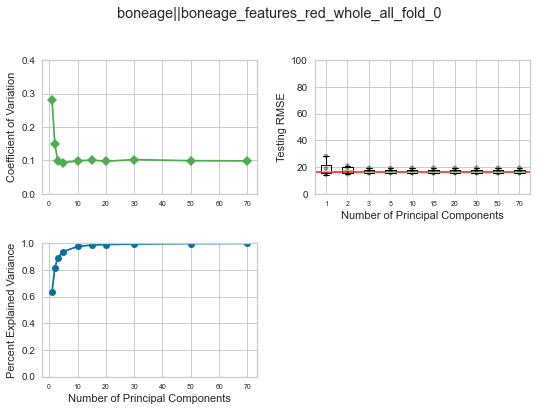 boneage||boneage_features_red_whole_all_fold_0
Coefficient of Variation
0.4
0.3
0.2
0.1
0.0
0 10 20 30 40 50 60 70
Testing RMSE
100
80
60
40
20
0
1 2 3 5 10 15 20 30 50 70
Number of Principal Components
Percent Explained Variance
1.0
0.8
0.6
0.4
0.2
0.0
0 10 20 30 40 50 60 70
Number of Principal Components